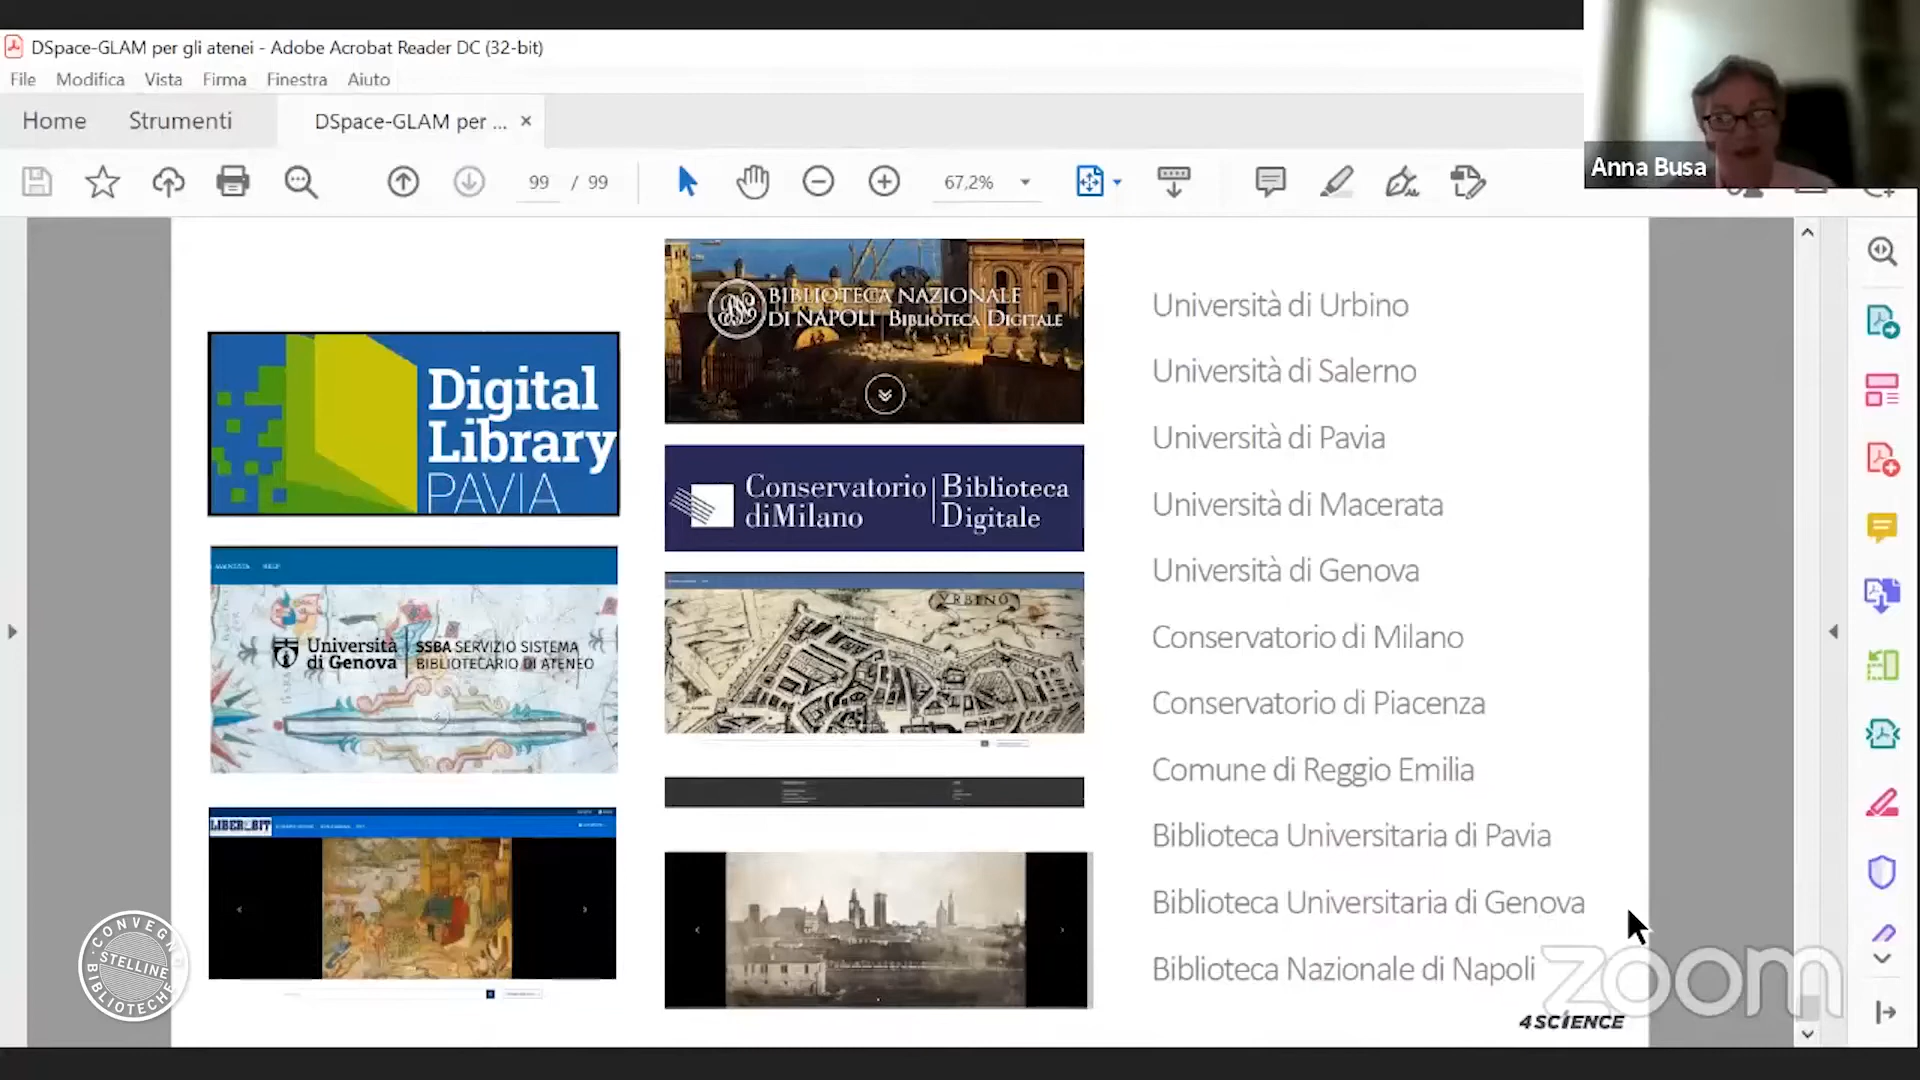 DSpace-GLAM per gli atenei - Adobe Acrobat Reader DC (32-bit)
File Modifica Vista Firma Finestra Aiuto
Home Strumenti DSpace-GLAM per ... ×
99 / 99 67,2%
Anna Busa
Digital
Library
PAVIA
Università
di Genova
SSBA SERVIZIO SISTEMA
BIBLIOTECARIO DI ATENEO
HELP
LIBER_BIT
BIBLIOTECA NAZIONALE
DI NAPOLI BIBLIOTECA DIGITALE
Conservatorio
diMilano
Biblioteca
Digitale
VRBINO
Università di Urbino
Università di Salerno
Università di Pavia
Università di Macerata
Università di Genova
Conservatorio di Milano
Conservatorio di Piacenza
Comune di Reggio Emilia
Biblioteca Universitaria di Pavia
Biblioteca Universitaria di Genova
Biblioteca Nazionale di Napoli
4SCIENCE
zoom
CONVEGNO
STELLINE
BIBLIOTECHE